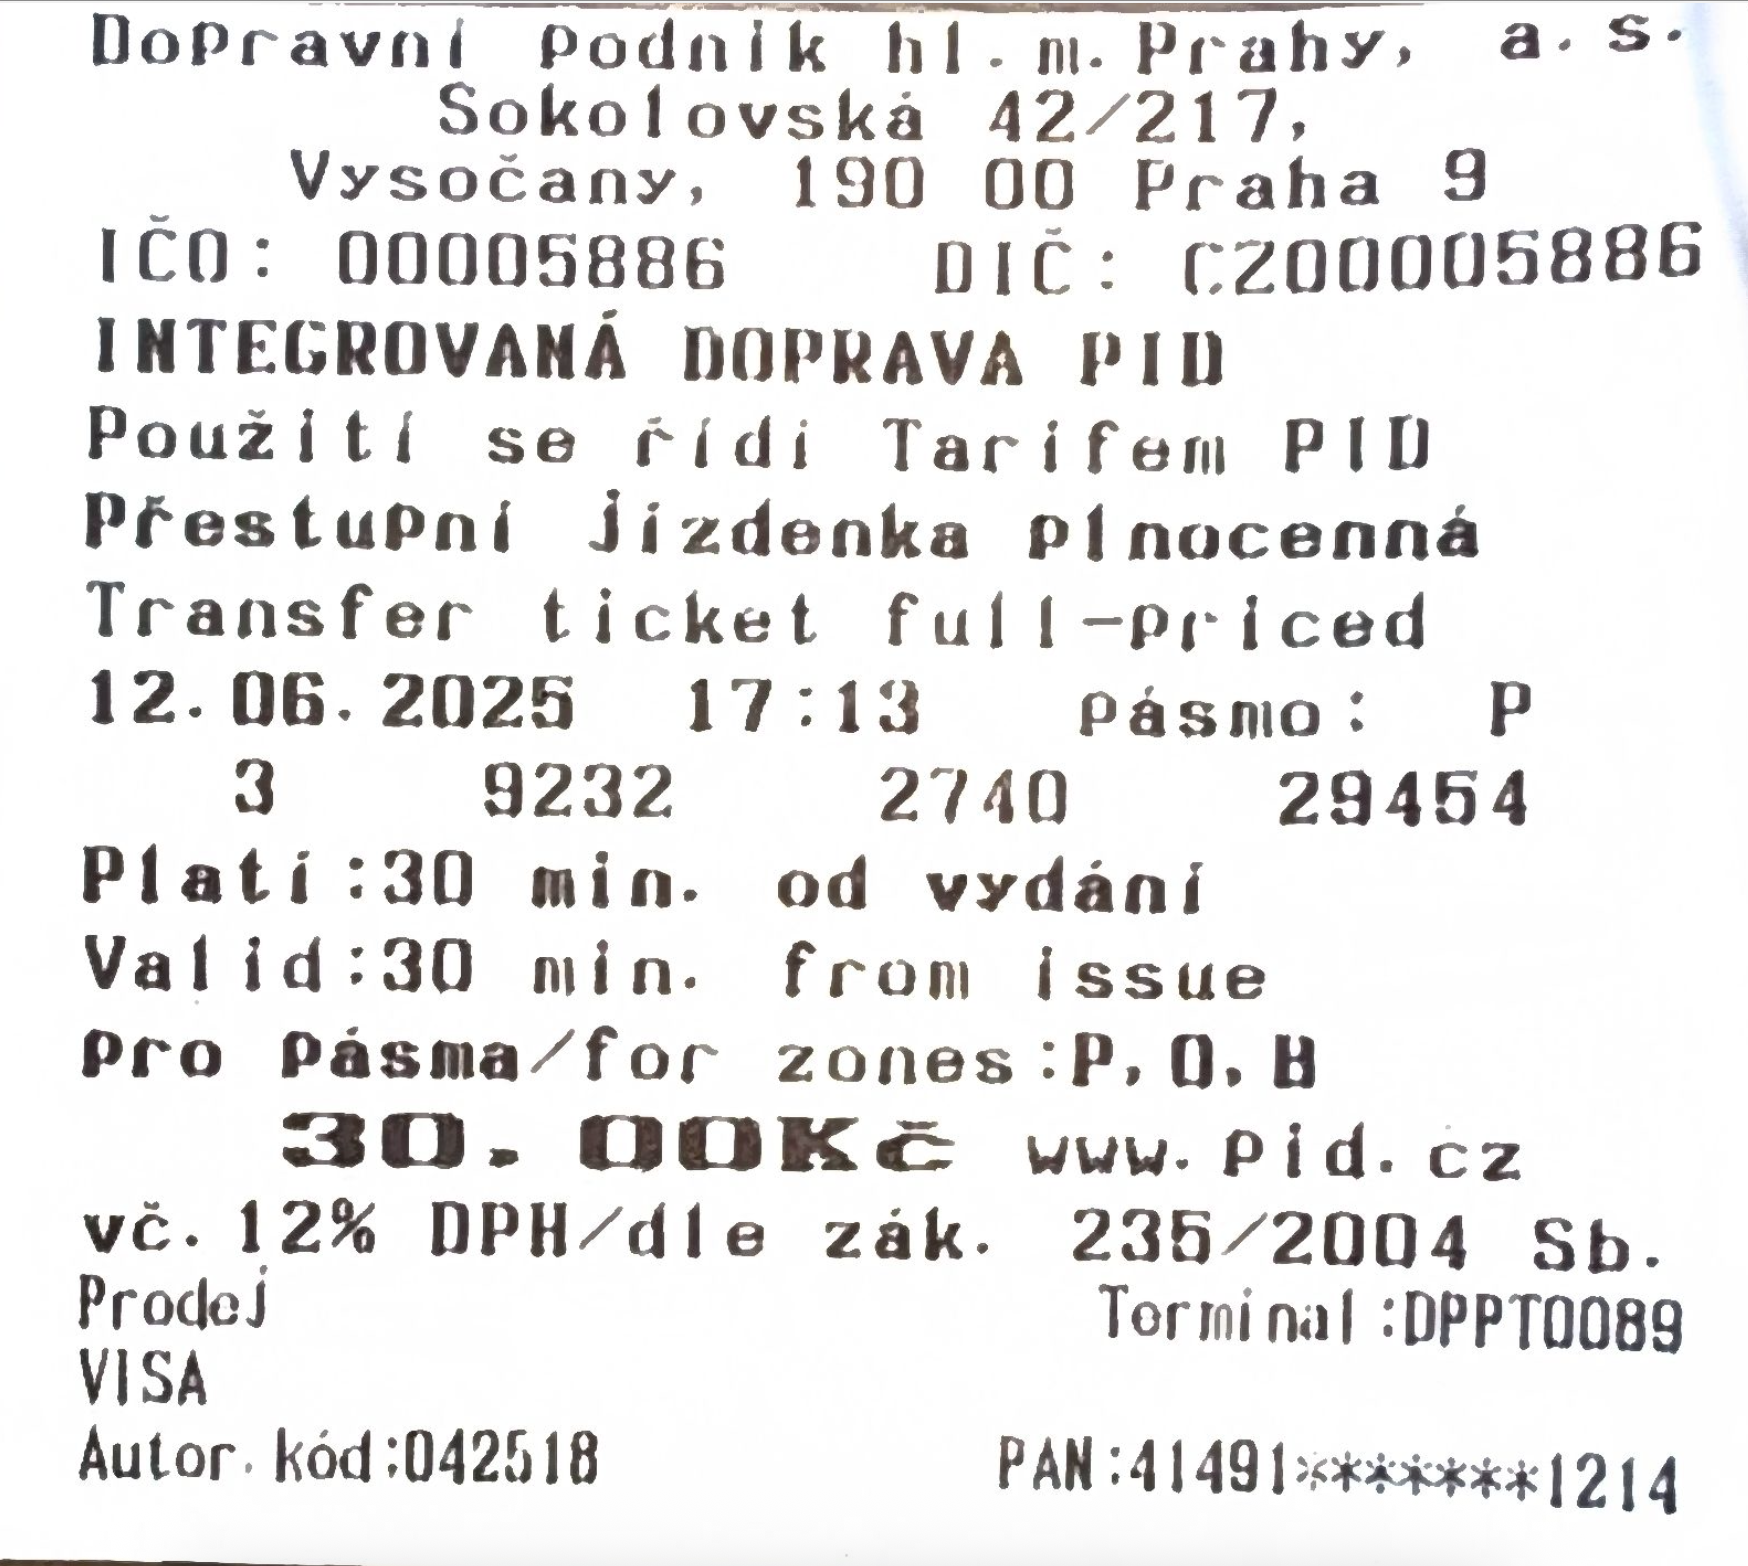 Dopravní podnik hl.m.Prahy, a.s.
Sokolovská 42/217,
Vysočany, 190 00 Praha 9
IČO: 00005886 DIČ: CZ00005886
INTEGROVANÁ DOPRAVA PID
Použití se řídí Tarifem PID
Přestupní jízdenka plnocenná
Transfer ticket full-priced
12.06.2025 17:13 pásmo: P
3 9232 2740 29454
Platí:30 min. od vydání
Valid:30 min. from issue
pro pásma/for zones:P,0,B
30.00Kč www.pid.cz
vč.12% DPH/dle zák. 235/2004 Sb.
Prodej Terminal:DPPT0089
VISA
Autor.kód:042518 PAN:41491*******1214